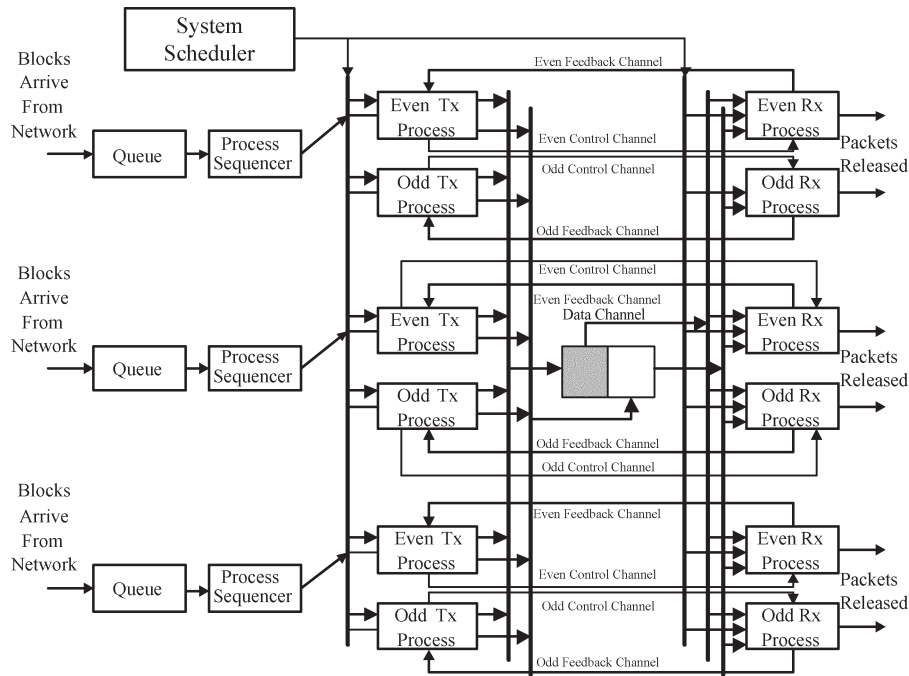 System
Scheduler
Blocks
Arrive
From
Network
Queue
Process
Sequencer
Even Tx
Process
Odd Tx
Process
Even Feedback Channel
Even Control Channel
Odd Control Channel
Odd Feedback Channel
Even Rx
Process
Odd Rx
Process
Packets
Released
Blocks
Arrive
From
Network
Queue
Process
Sequencer
Even Tx
Process
Odd Tx
Process
Even Control Channel
Even Feedback Channel
Data Channel
Odd Feedback Channel
Odd Control Channel
Even Rx
Process
Odd Rx
Process
Packets
Released
Blocks
Arrive
From
Network
Queue
Process
Sequencer
Even Tx
Process
Odd Tx
Process
Even Feedback Channel
Even Control Channel
Odd Control Channel
Odd Feedback Channel
Even Rx
Process
Odd Rx
Process
Packets
Released